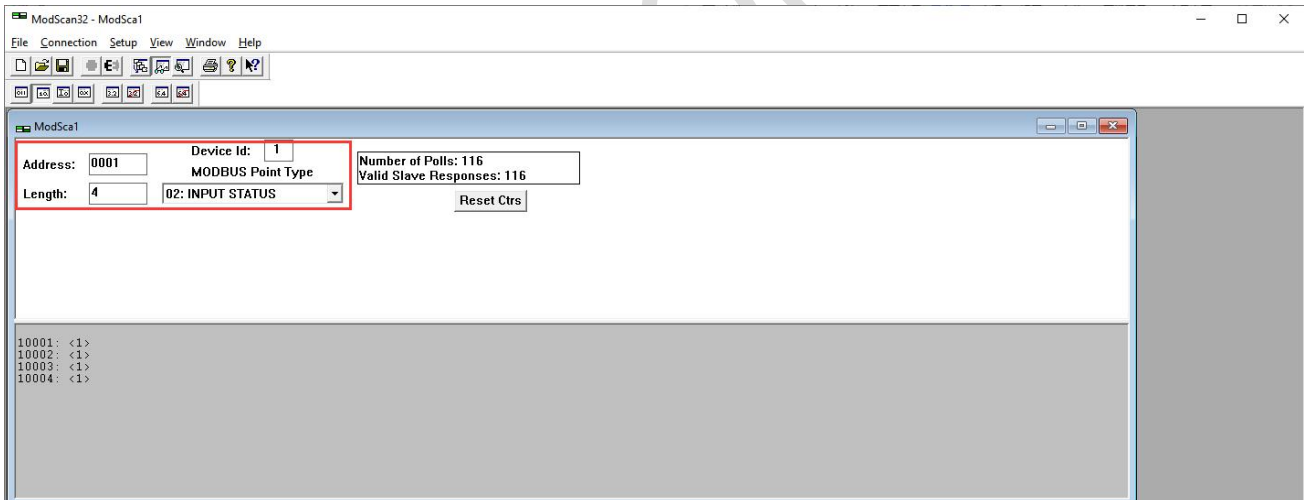 ModScan32 - ModSca1
File Connection Setup View Window Help
ModSca1
Address: 0001
Device Id: 1
MODBUS Point Type
Length: 4
02: INPUT STATUS
Number of Polls: 116
Valid Slave Responses: 116
Reset Ctrs
10001: <1>
10002: <1>
10003: <1>
10004: <1>